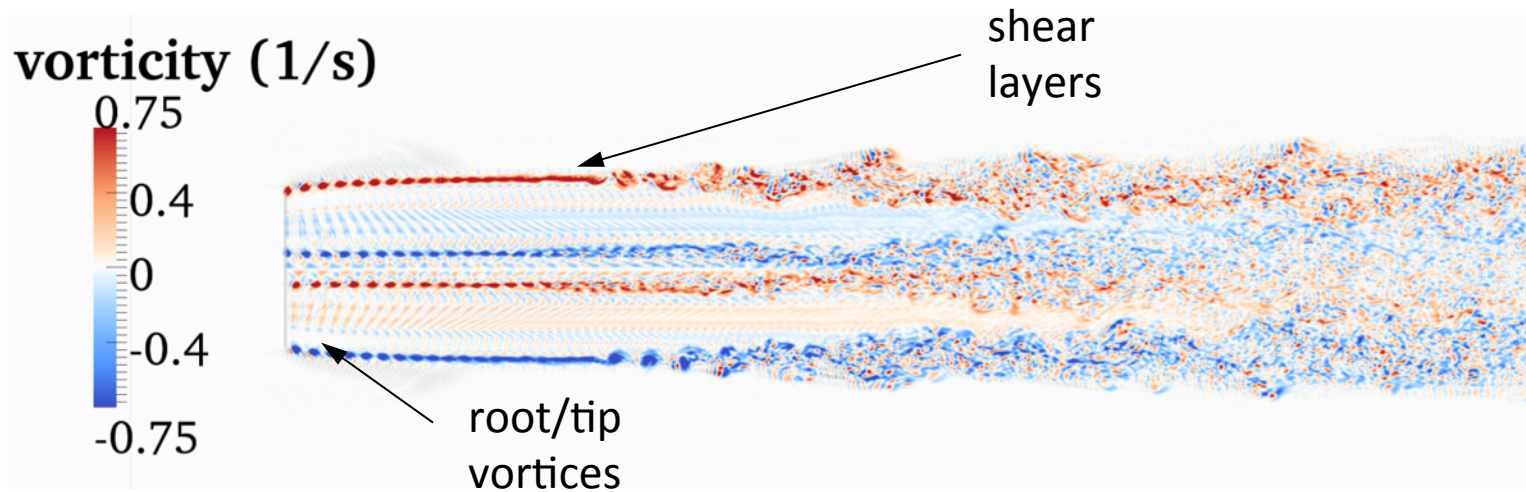 shear
layers
vorticity (1/s)
0.75
0.4
0
-0.4
-0.75
root/tip
vortices